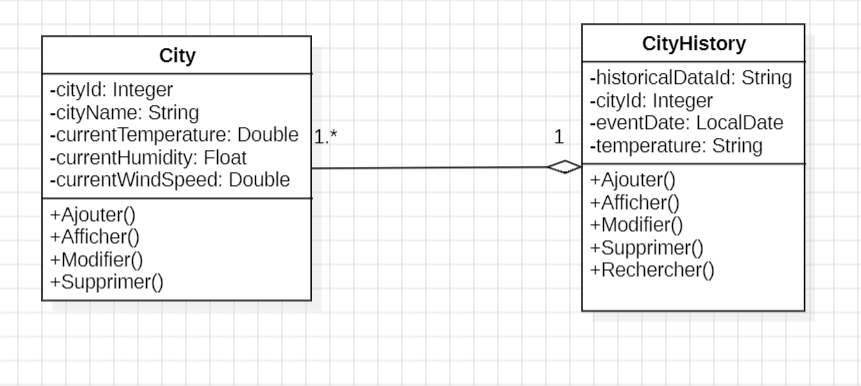 City
-cityId: Integer
-cityName: String
-currentTemperature: Double
-currentHumidity: Float
-currentWindSpeed: Double
+Ajouter()
+Afficher()
+Modifier()
+Supprimer()
1.*
1
CityHistory
-historicalDataId: String
-cityId: Integer
-eventDate: LocalDate
-temperature: String
+Ajouter()
+Afficher()
+Modifier()
+Supprimer()
+Rechercher()